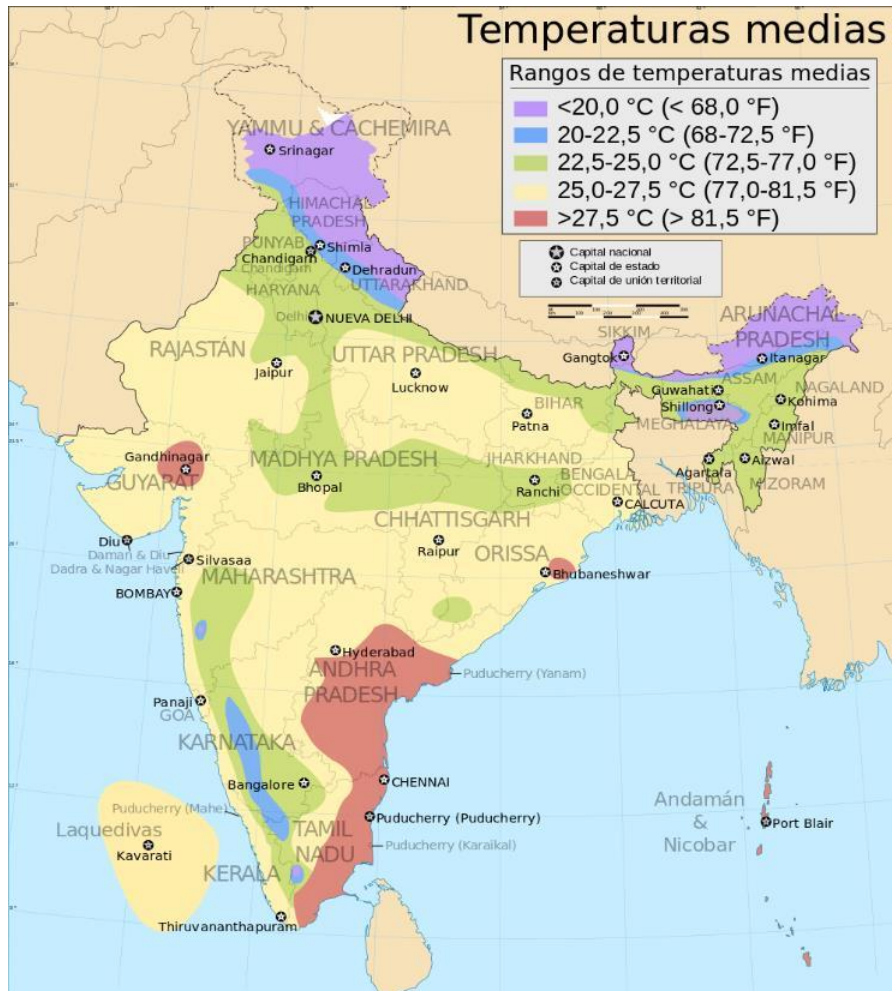 Temperaturas medias
Rangos de temperaturas medias
<20,0 °C (< 68,0 °F)
20-22,5 °C (68-72,5 °F)
22,5-25,0 °C (72,5-77,0 °F)
25,0-27,5 °C (77,0-81,5 °F)
>27,5 °C (> 81,5 °F)
Capital nacional
Capital de estado
Capital de unión territorial
YAMMU & CACHEMIRA
Srinagar
HIMACHAL
PRADESH
PUNYAB
Shimla
Chandigarh
Chandigarh
Dehradun
UTTARAKHAND
HARYANA
Delhi
NUEVA DELHI
ARUNACHAL
PRADESH
SIKKIM
Gangtok
Itanagar
RAJASTÁN
UTTAR PRADESH
Jaipur
Lucknow
ASSAM
NAGALAND
Guwahati
Shillong
Kohima
BIHAR
Patna
MEGHALAYA
Imfal
MANIPUR
Gandhinagar
GUYARAT
MADHYA PRADESH
Bhopal
JHARKHAND
Ranchi
BENGALA
OCCIDENTAL
Agartala
Aizwal
TRIPURA
MIZORAM
CALCUTA
CHHATTISGARH
Raipur
ORISSA
Diu
Daman & Diu
Dadra & Nagar Haveli
Silvasaa
MAHARASHTRA
Bhubaneshwar
BOMBAY
Hyderabad
ANDHRA
PRADESH
Puducherry (Yanam)
Panaji
GOA
KARNATAKA
Bangalore
CHENNAI
Puducherry (Mahe)
Puducherry (Puducherry)
Laquedivas
Kavarati
TAMIL
NADU
Puducherry (Karaikal)
KERALA
Thiruvananthapuram
Andamán
&
Nicobar
Port Blair